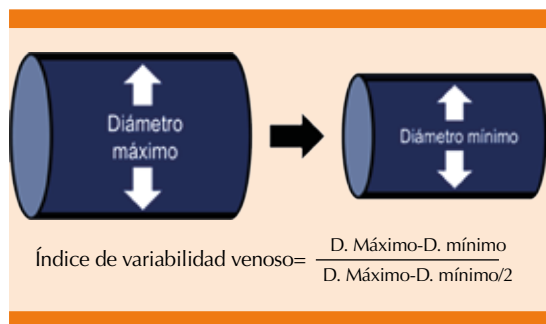 Diámetro
máximo
Diámetro mínimo
Índice de variabilidad venoso= D. Máximo-D. mínimo
D. Máximo-D. mínimo/2